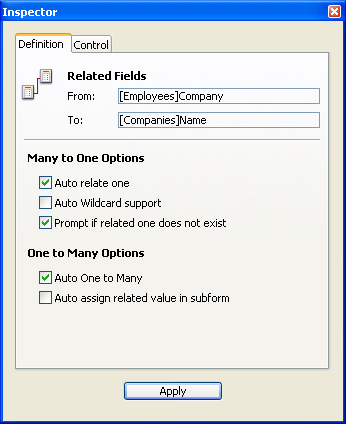 Inspector
Definition Control
Related Fields
From: [Employees]Company
To: [Companies]Name
Many to One Options
Auto relate one
Auto Wildcard support
Prompt if related one does not exist
One to Many Options
Auto One to Many
Auto assign related value in subform
Apply